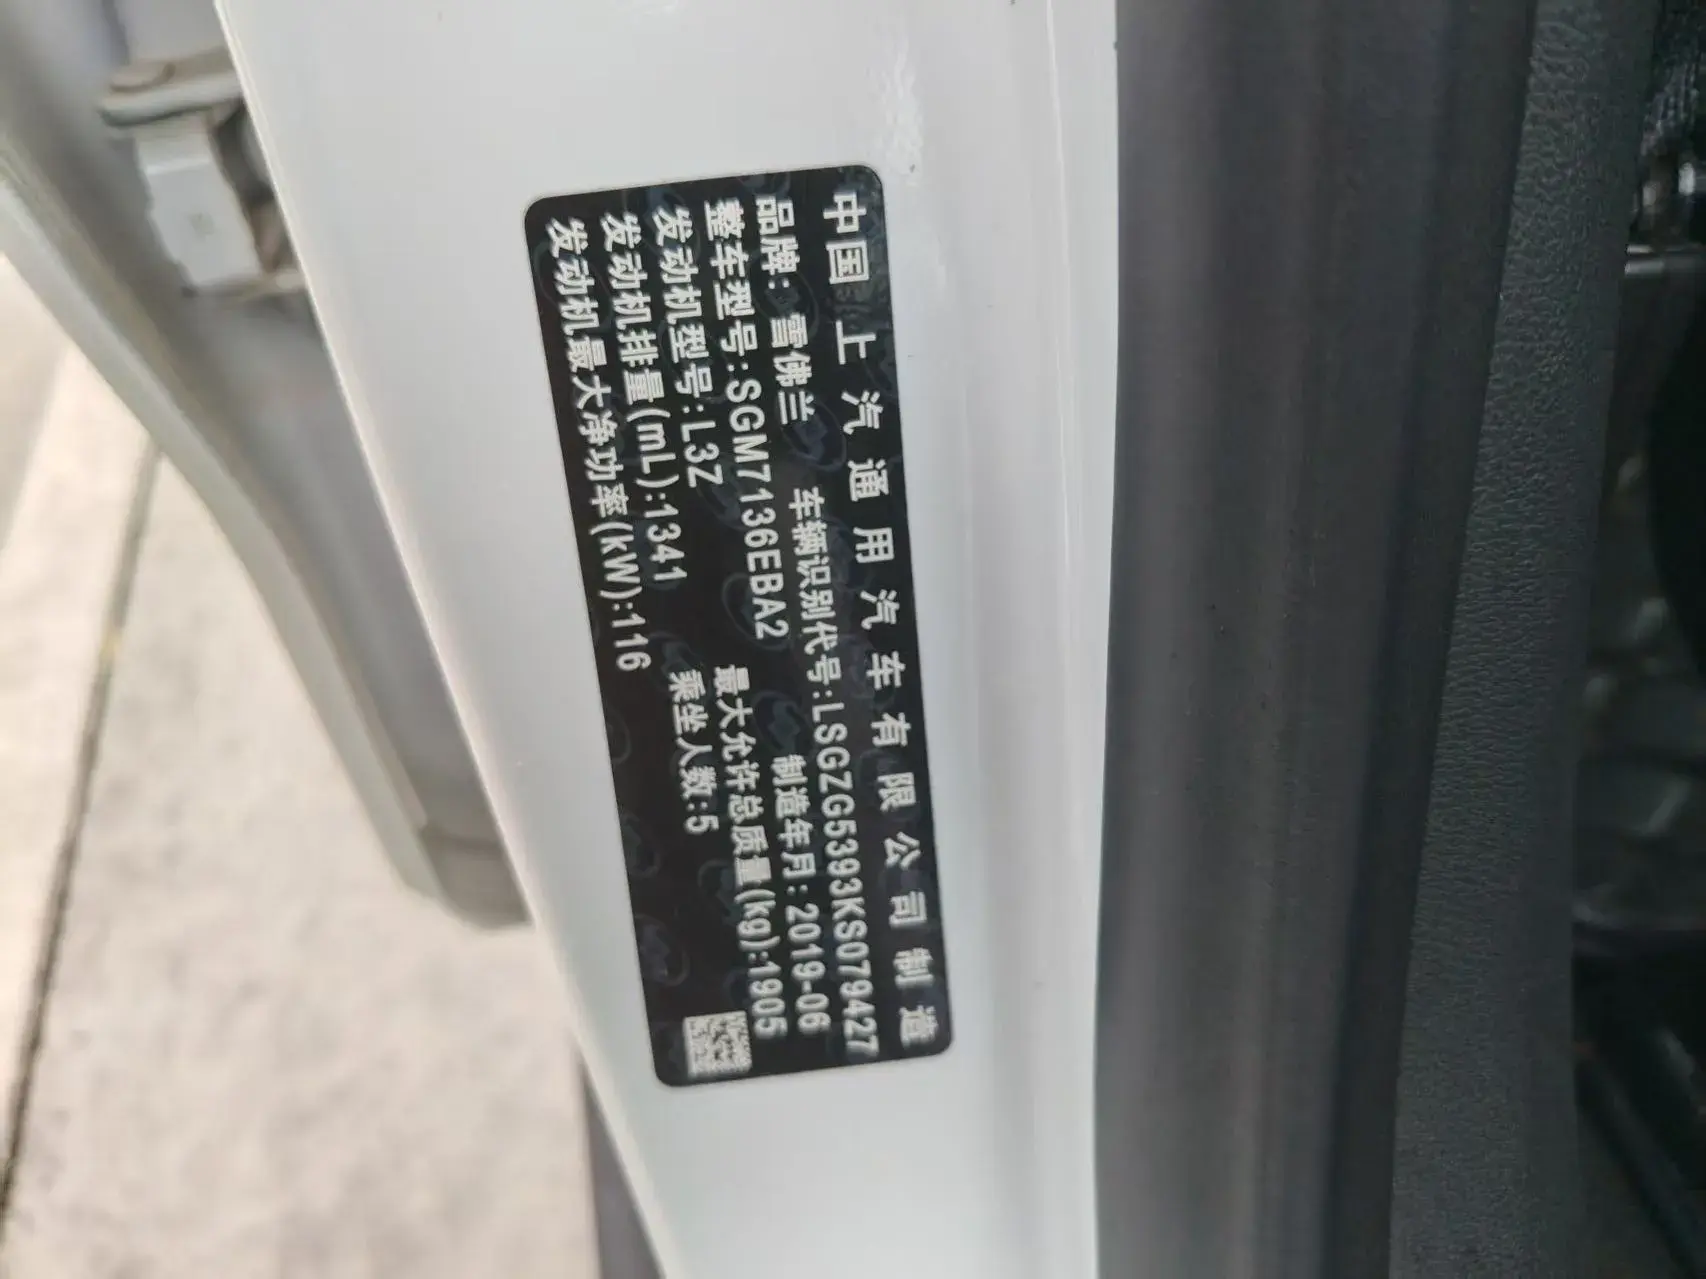 中国上汽通用汽车有限公司制造
品牌:雪佛兰 车辆识别代号:LSGZG5393KS079427
整车型号:SGM7136EBA2 制造年月:2019-06
发动机型号:L3Z 最大允许总质量(kg):1905
发动机排量(mL):1341 乘坐人数:5
发动机最大净功率(kW):116